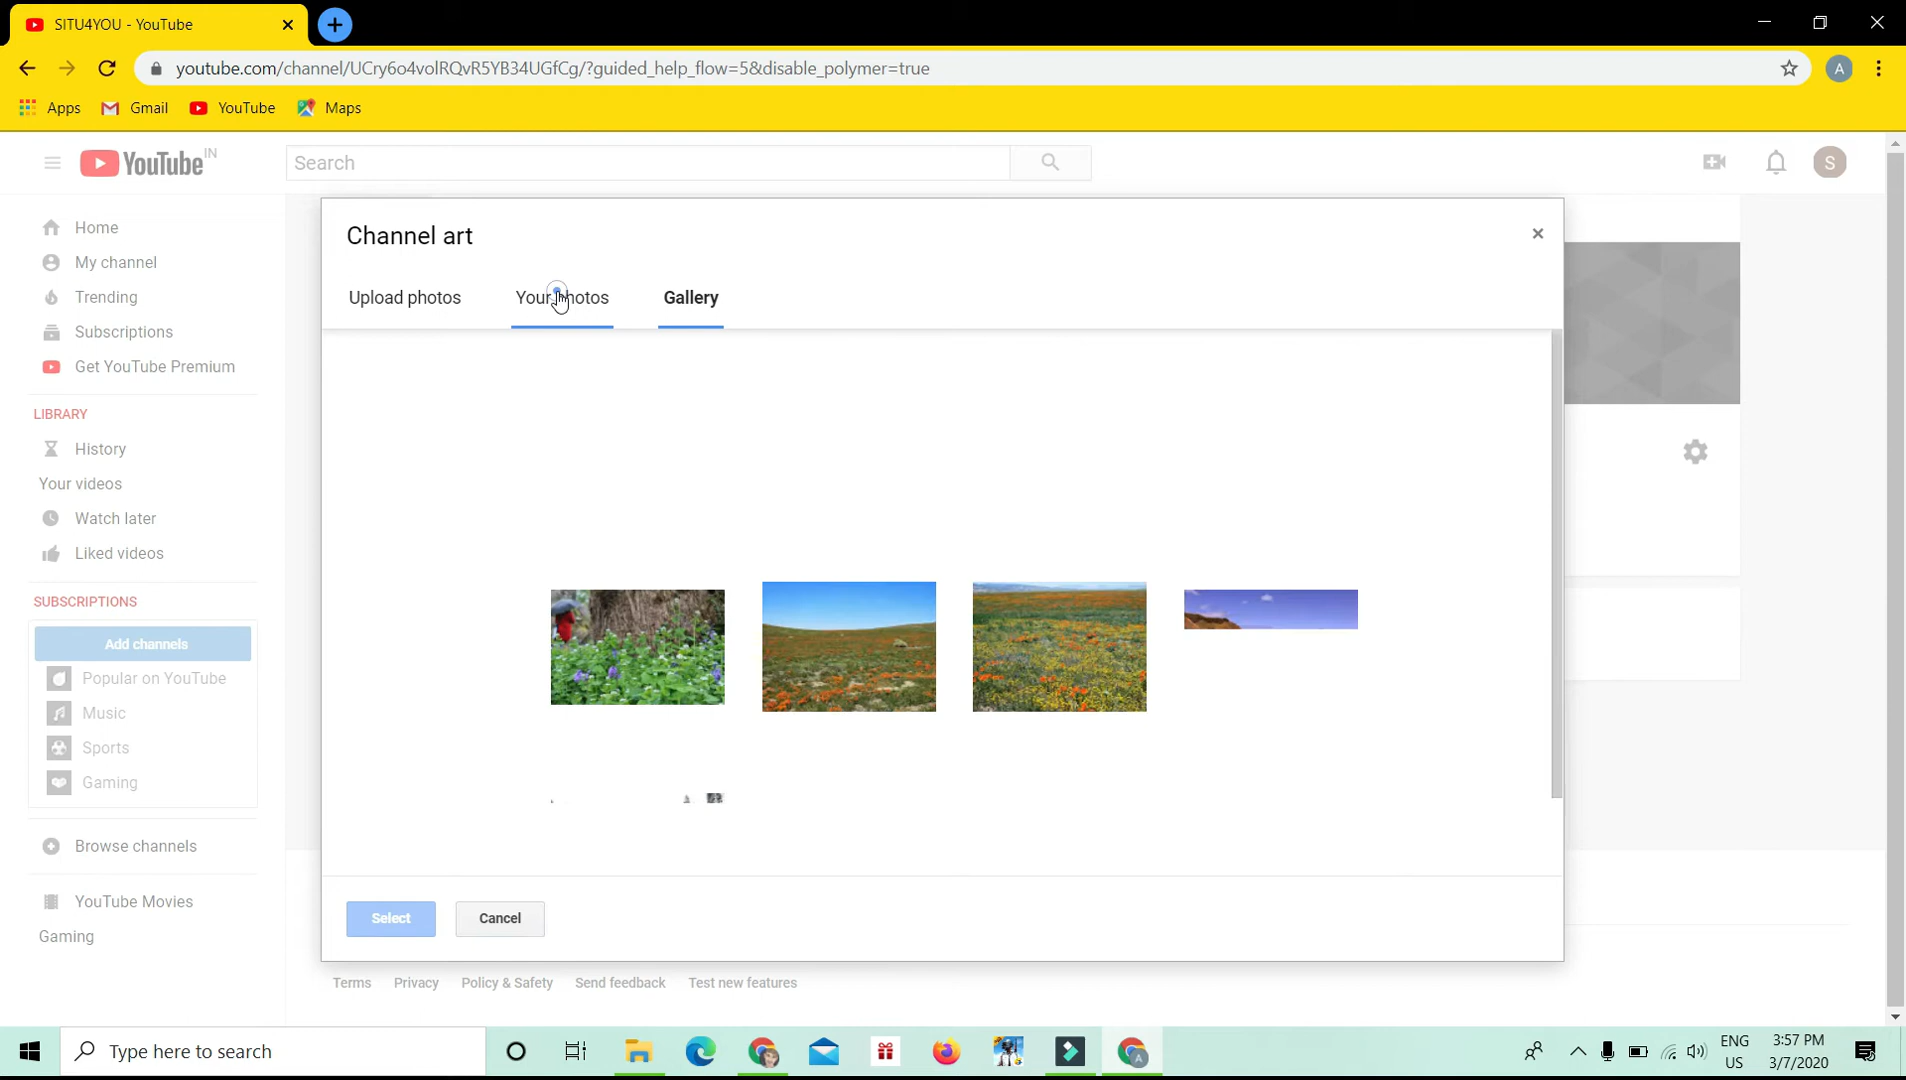 SITU4YOU - YouTube
youtube.com/channel/UCry6o4volRQvR5YB34UGfCg/?guided_help_flow=5&disable_polymer=true
A
Apps
Gmail
YouTube
Maps
YouTube IN
Search
S
Home
My channel
Trending
Subscriptions
Get YouTube Premium
LIBRARY
History
Your videos
Watch later
Liked videos
SUBSCRIPTIONS
Add channels
Popular on YouTube
Music
Sports
Gaming
Browse channels
YouTube Movies
Gaming
Channel art
Upload photos
Your photos
Gallery
Select
Cancel
Terms
Privacy
Policy & Safety
Send feedback
Test new features
Type here to search
A
ENG
US
3:57 PM
3/7/2020